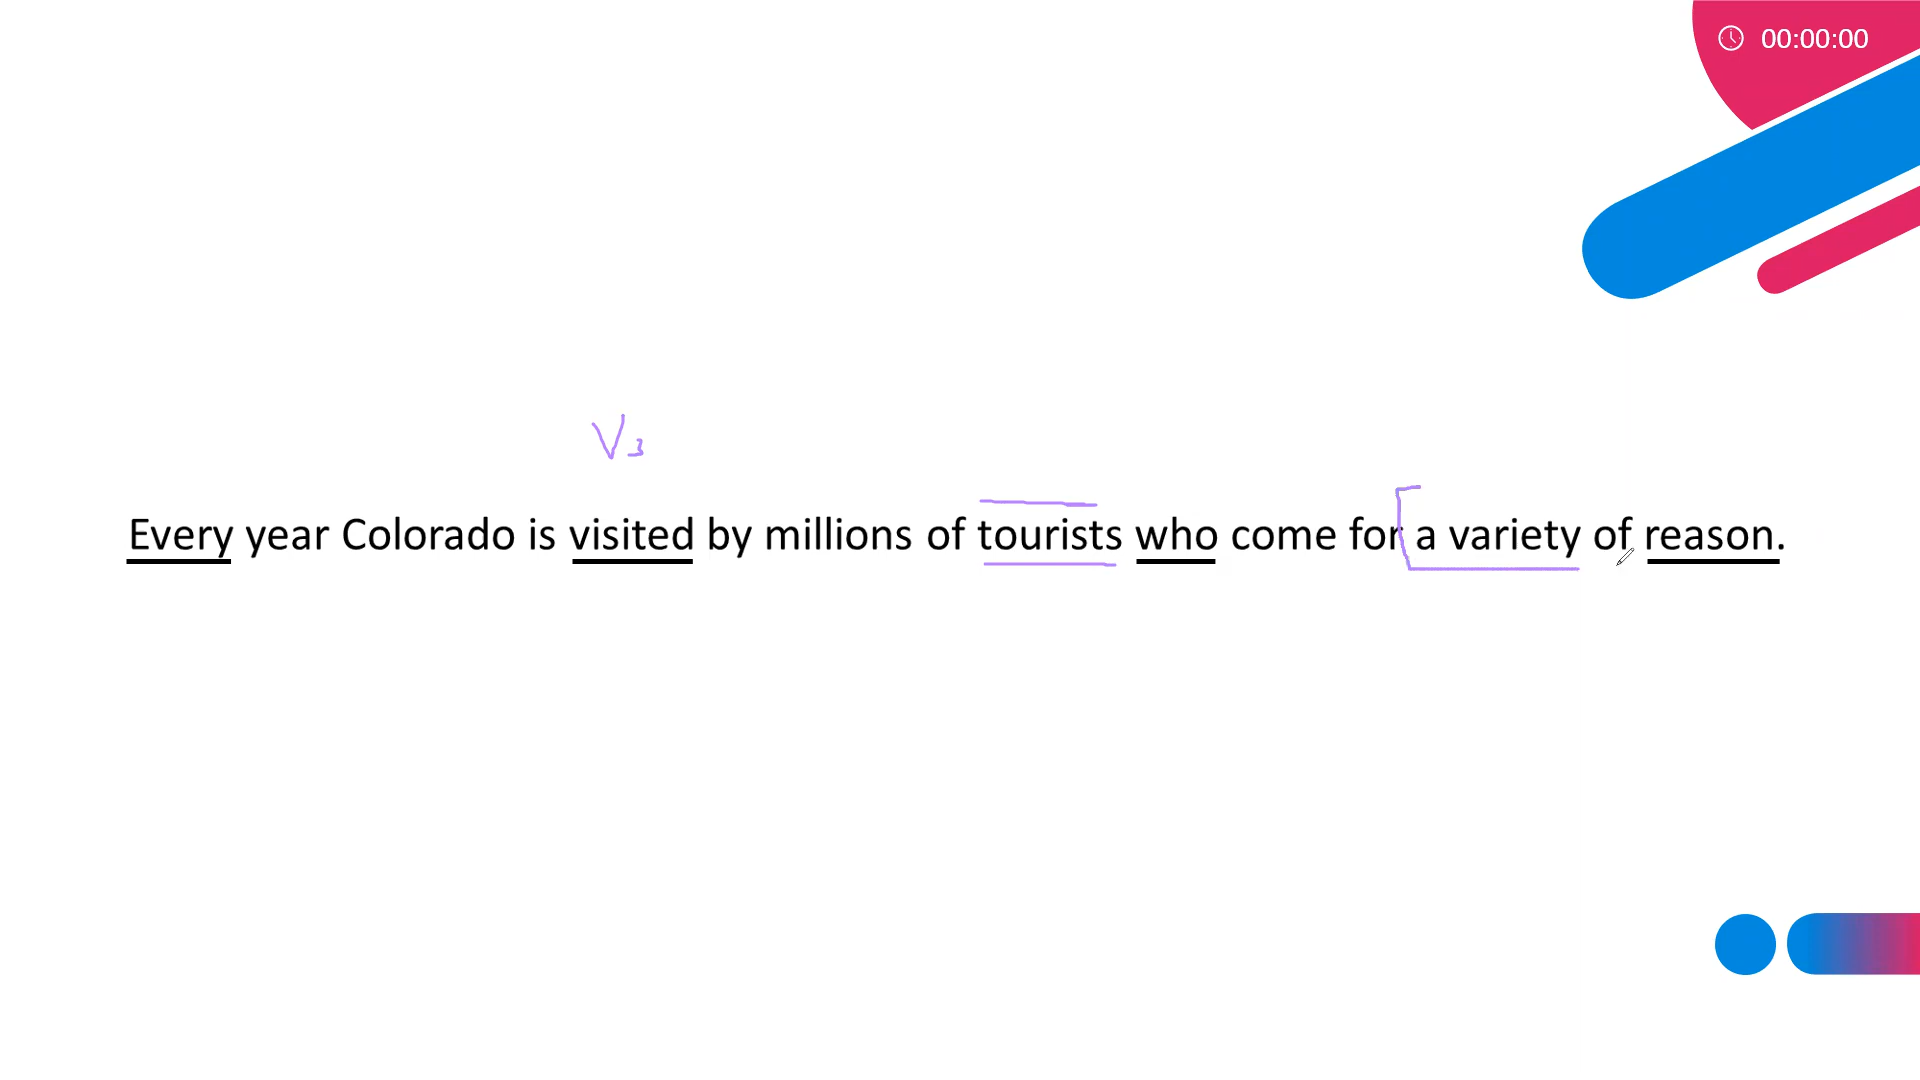 00:00:00
V3
Every year Colorado is visited by millions of tourists who come for a variety of reason.